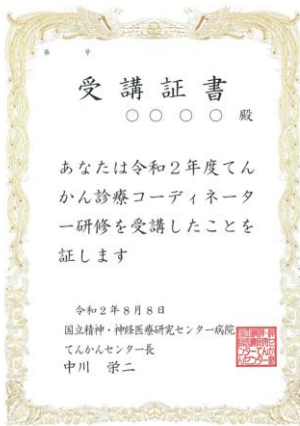 第　号
受講証書
○○○○殿
あなたは令和２年度てん
かん診療コーディネータ
ー研修を受講したことを
証します
令和２年８月８日
国立精神・神経医療研究センター病院
てんかんセンター長
中川　栄二